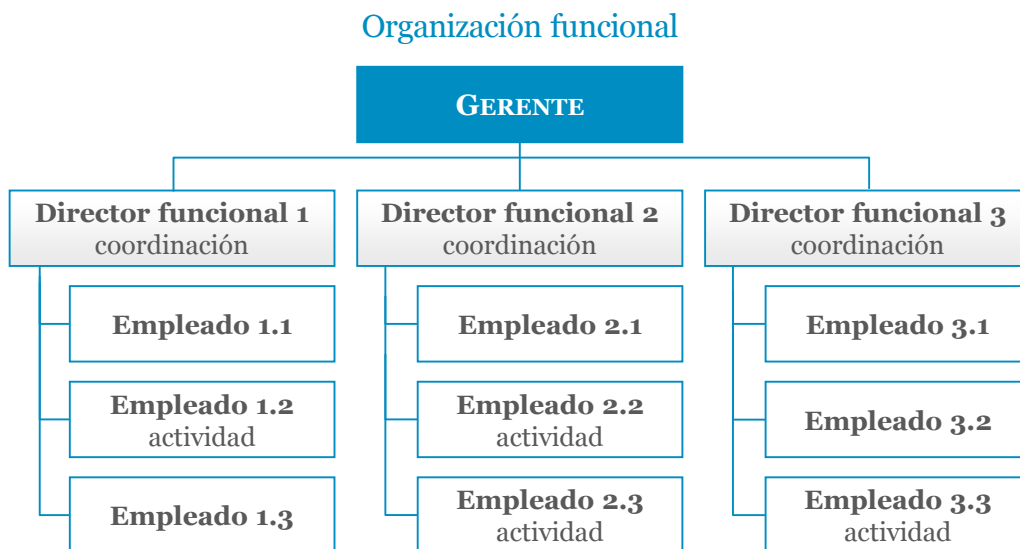 Organización funcional
GERENTE
Director funcional 1
coordinación
Director funcional 2
coordinación
Director funcional 3
coordinación
Empleado 1.1
Empleado 2.1
Empleado 3.1
Empleado 1.2
actividad
Empleado 2.2
actividad
Empleado 3.2
Empleado 1.3
Empleado 2.3
actividad
Empleado 3.3
actividad